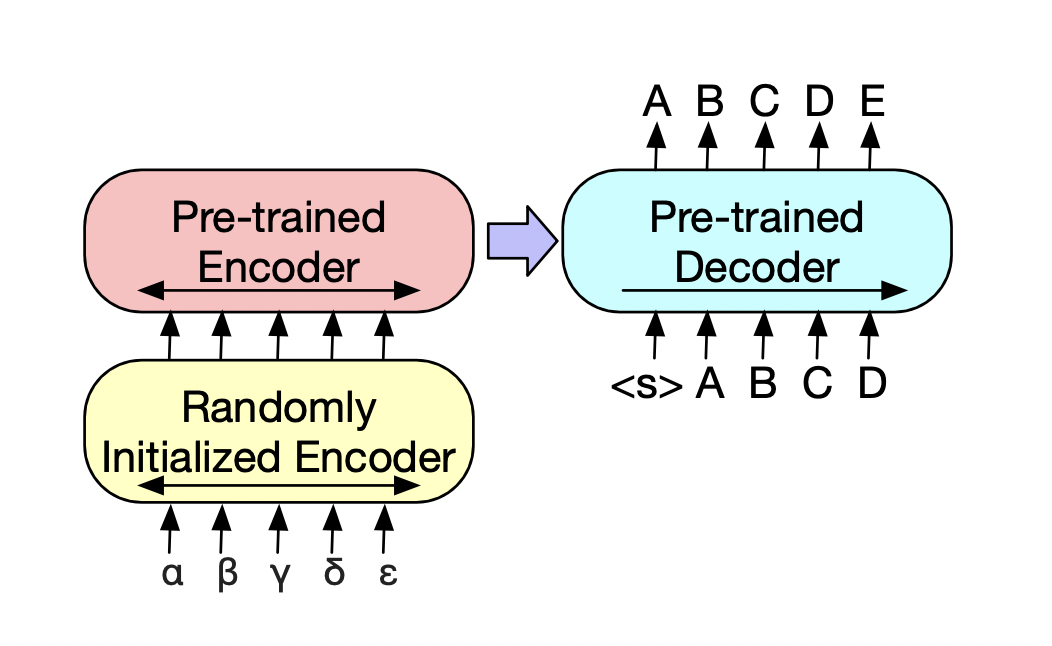 A B C D E
Pre-trained
Encoder
Pre-trained
Decoder
<s> A B C D
Randomly
Initialized Encoder
α β γ δ ε